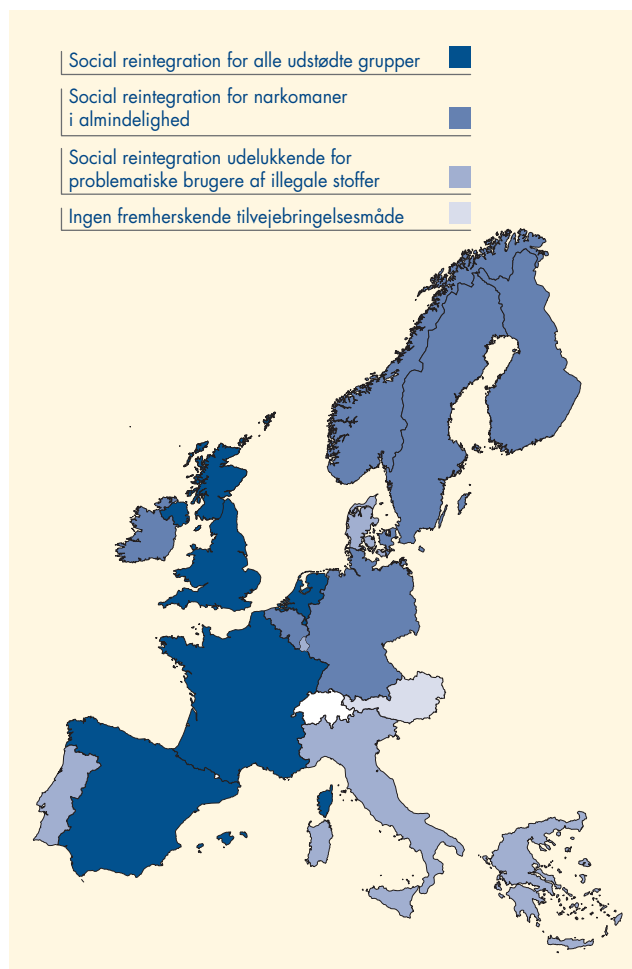 Social reintegration for alle udstødte grupper
Social reintegration for narkomaner
i almindelighed
Social reintegration udelukkende for
problematiske brugere af illegale stoffer
Ingen fremherskende tilvejebringelsesmåde